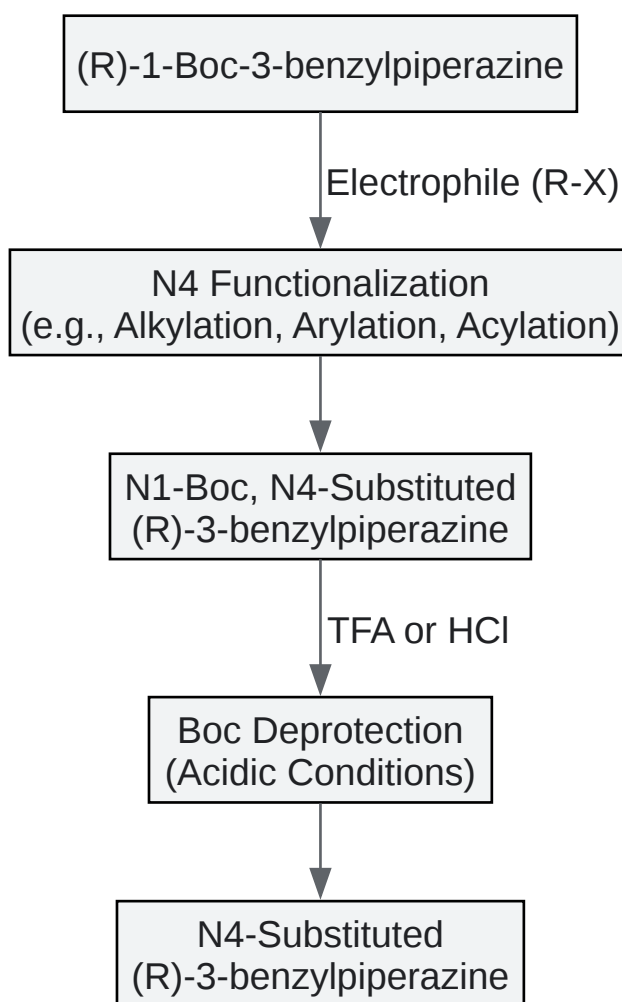 (R)-1-Boc-3-benzylpiperazine
Electrophile (R-X)
N4 Functionalization
(e.g., Alkylation, Arylation, Acylation)
N1-Boc, N4-Substituted
(R)-3-benzylpiperazine
TFA or HCl
Boc Deprotection
(Acidic Conditions)
N4-Substituted
(R)-3-benzylpiperazine